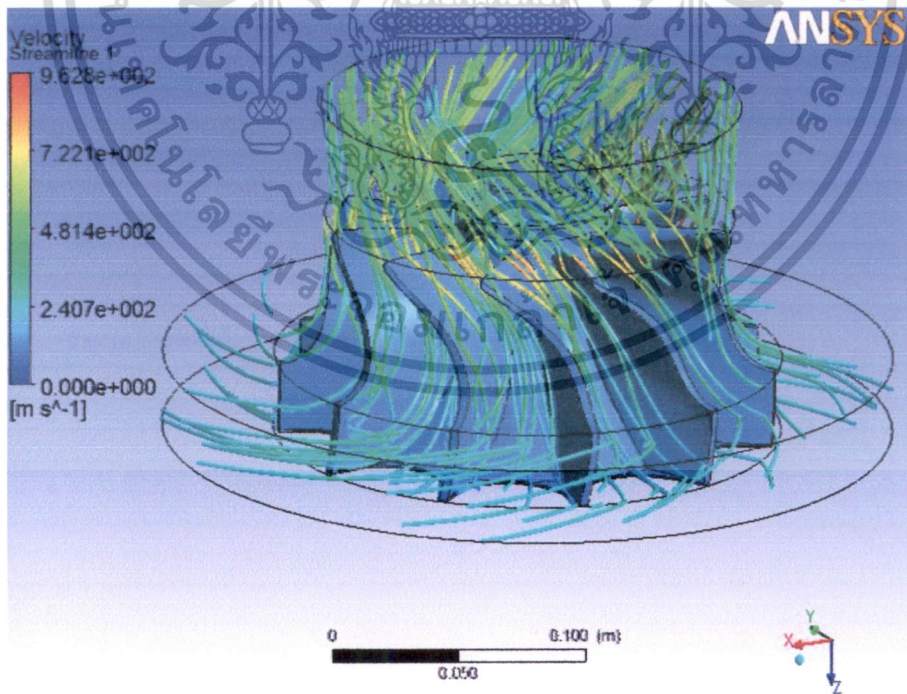 ANSYS
Velocity
Streamline 1
9.628e+002
7.221e+002
4.814e+002
2.407e+002
0.000e+000
[m s^-1]
0
0.100 (m)
0.050
Y
X
Z